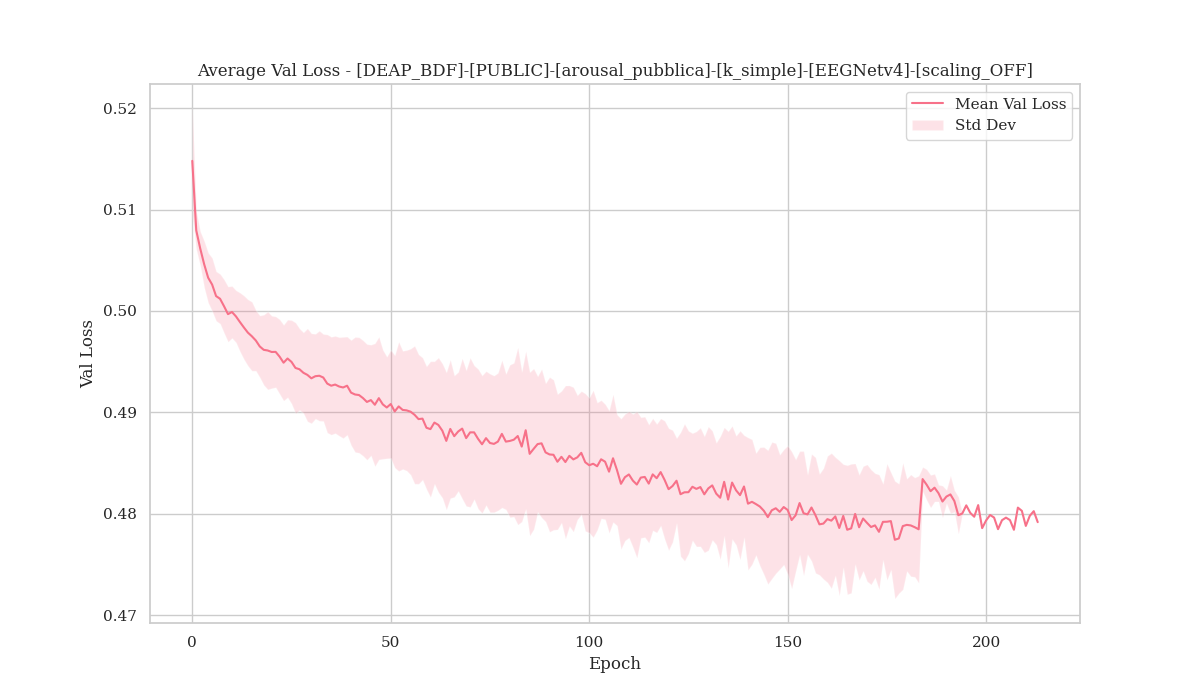 Average Val Loss - [DEAP_BDF]-[PUBLIC]-[arousal_pubblica]-[k_simple]-[EEGNetv4]-[scaling_OFF]
Mean Val Loss
Std Dev
0.52
0.51
0.50
0.49
0.48
0.47
Val Loss
0 50 100 150 200
Epoch